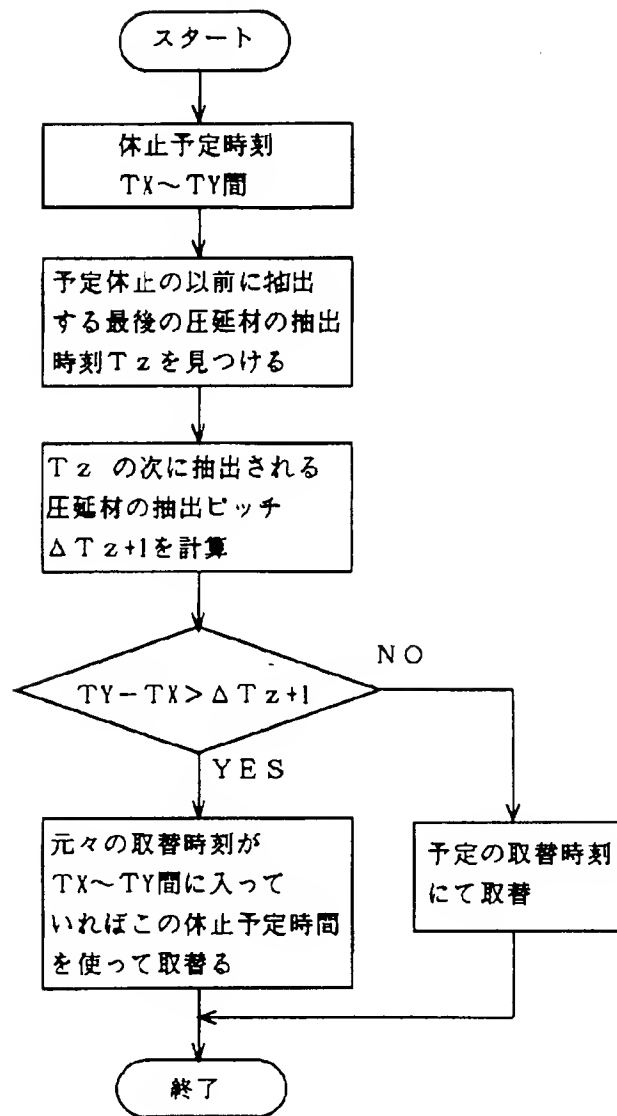 スタート
休止予定時刻
TX～TY間
予定休止の以前に抽出
する最後の圧延材の抽出
時刻Tzを見つける
Tz の次に抽出される
圧延材の抽出ピッチ
ΔTz+1を計算
TY－TX>ΔTz+1
NO
YES
元々の取替時刻が
TX～TY間に入って
いればこの休止予定時間
を使って取替る
予定の取替時刻
にて取替
終了